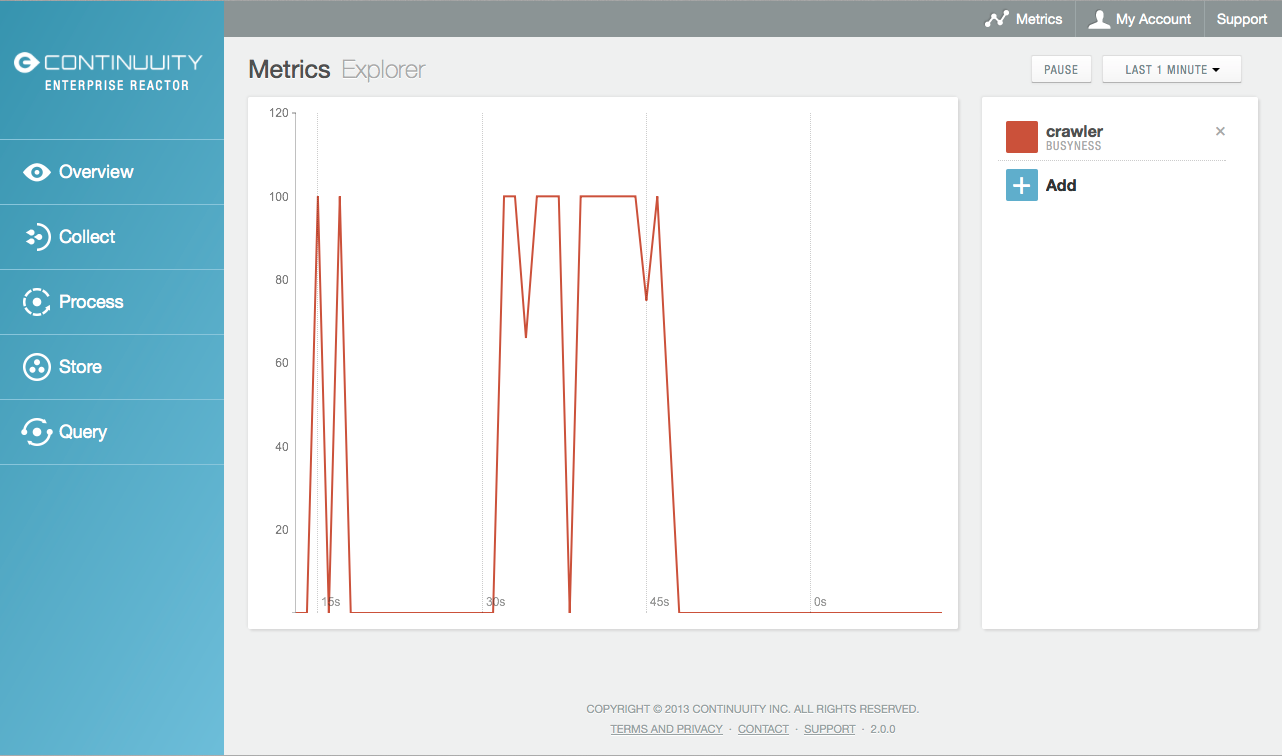 Metrics
My Account
Support
CONTINUUITY
ENTERPRISE REACTOR
Overview
Collect
Process
Store
Query
Metrics Explorer
PAUSE
LAST 1 MINUTE
120
100
80
60
40
20
15s
30s
45s
0s
crawler
BUSYNESS
Add
COPYRIGHT © 2013 CONTINUUITY INC. ALL RIGHTS RESERVED.
TERMS AND PRIVACY · CONTACT · SUPPORT · 2.0.0